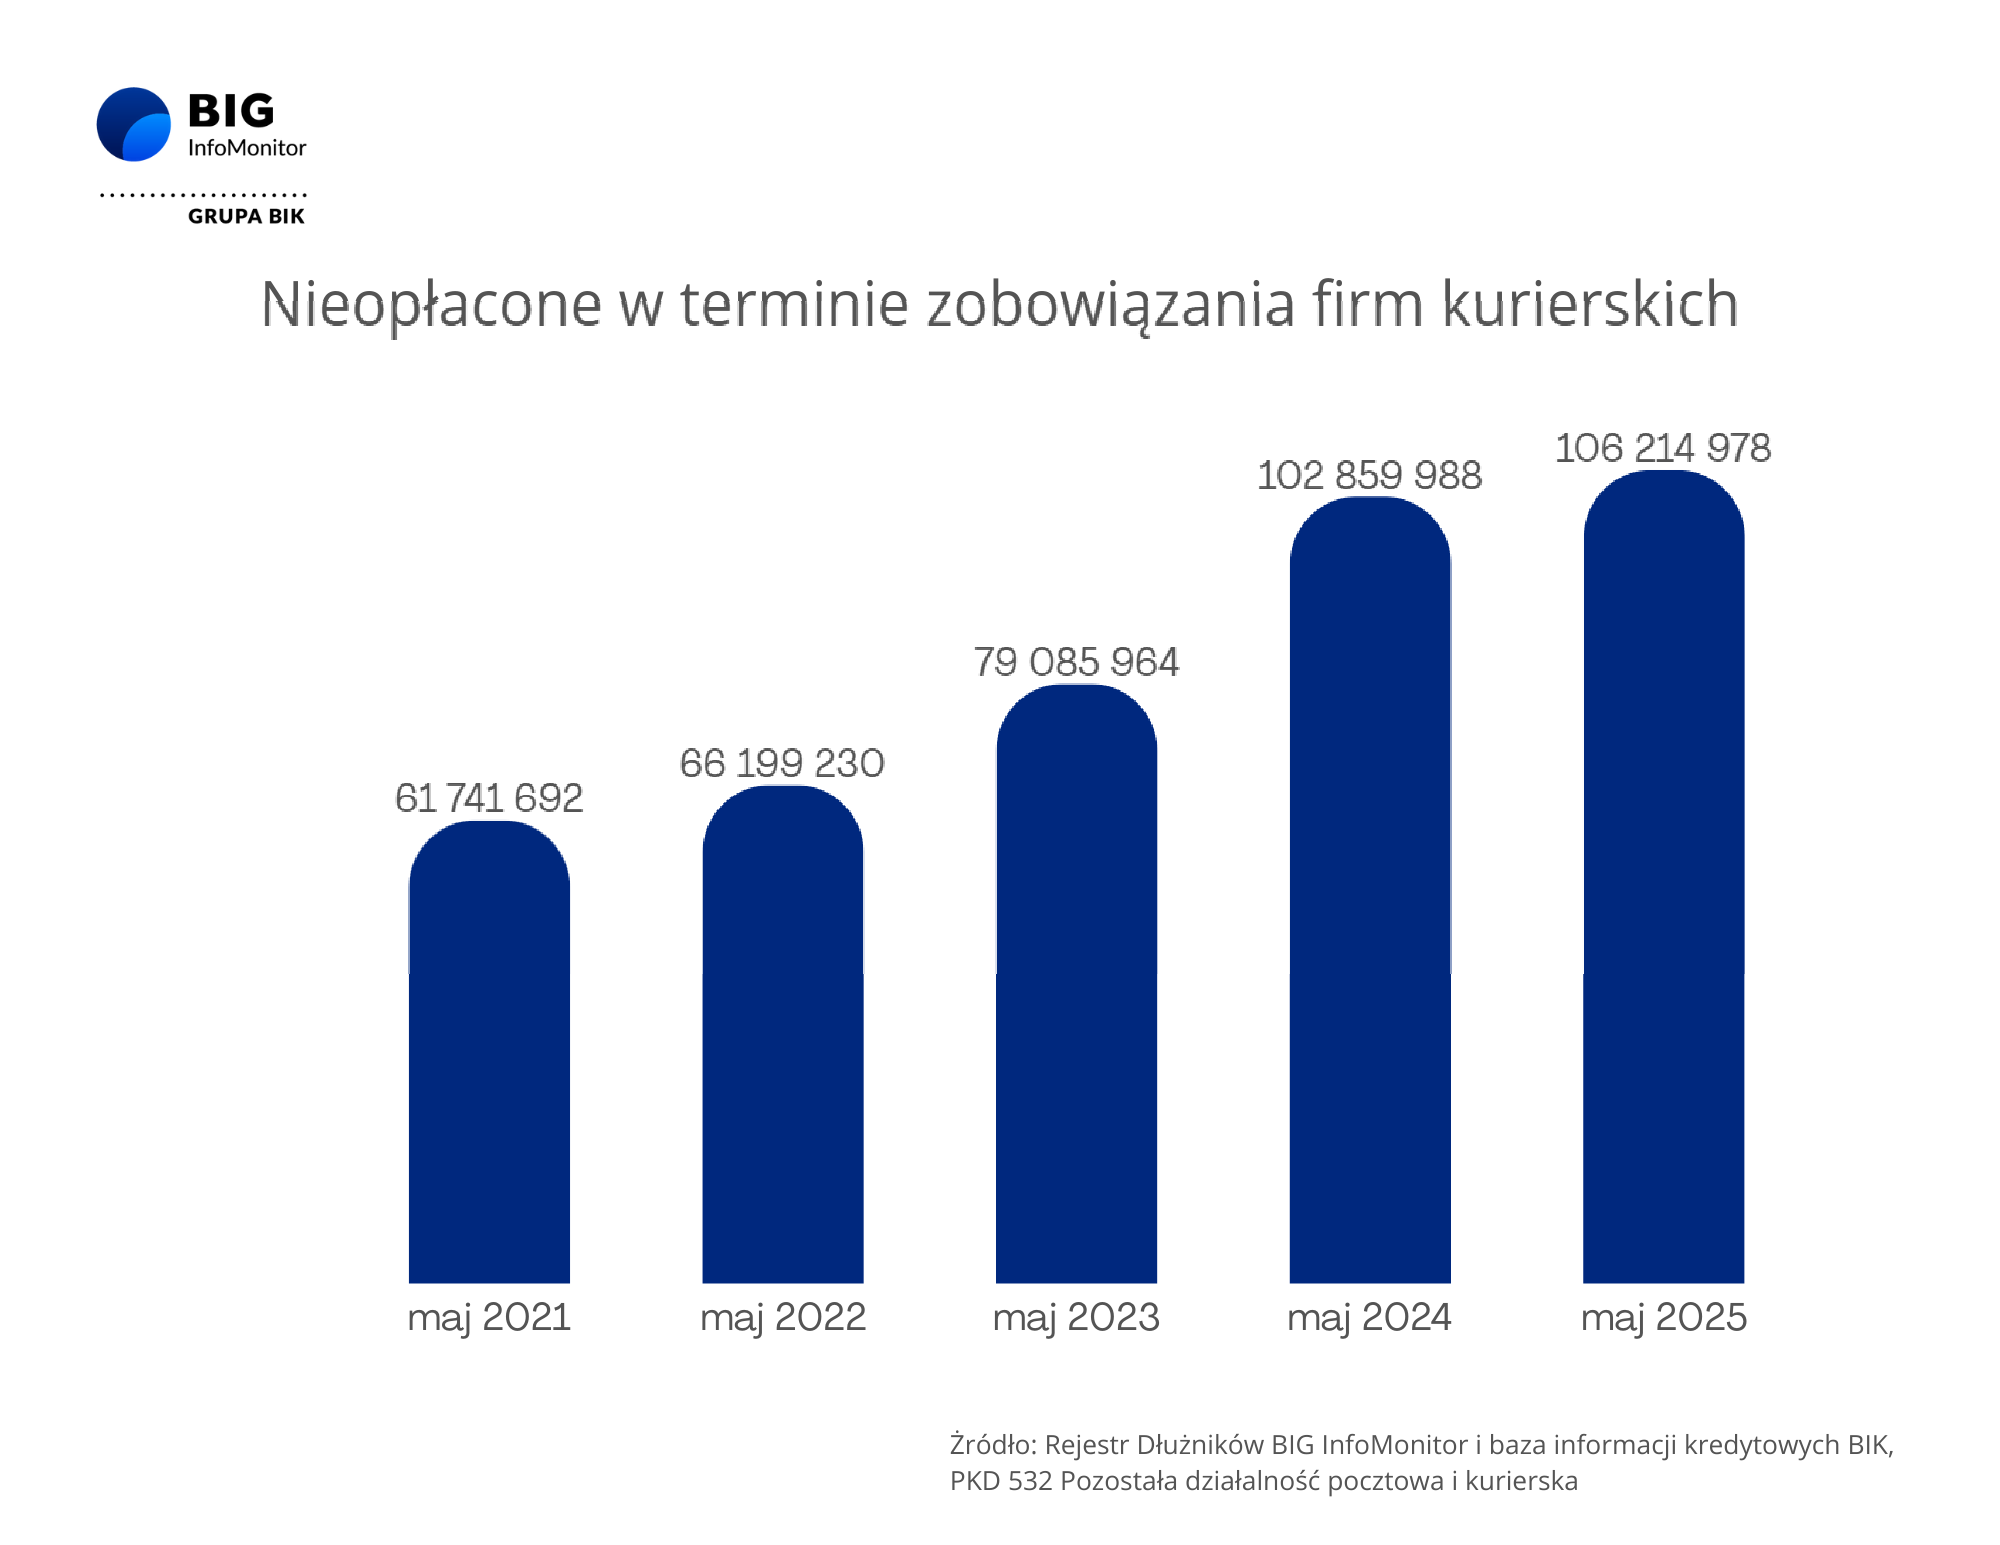 BIG
InfoMonitor
GRUPA BIK
Nieopłacone w terminie zobowiązania firm kurierskich
61 741 692
66 199 230
79 085 964
102 859 988
106 214 978
maj 2021
maj 2022
maj 2023
maj 2024
maj 2025
Żródło: Rejestr Dłużników BIG InfoMonitor i baza informacji kredytowych BIK,
PKD 532 Pozostała działalność pocztowa i kurierska